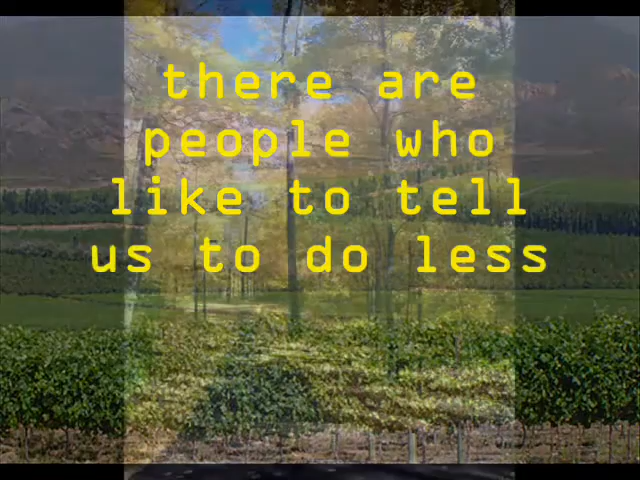 there are
people who
like to tell
us to do less